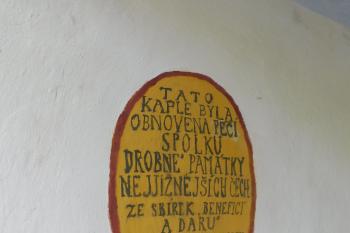 TATO
KAPLE BYLA
OBNOVENA PÉČÍ
SPOLKU
DROBNÉ PAMÁTKY
NEJJIŽNĚJŠÍCH ČECH
ZE SBÍREK, BENEFICÍ
A DARŮ